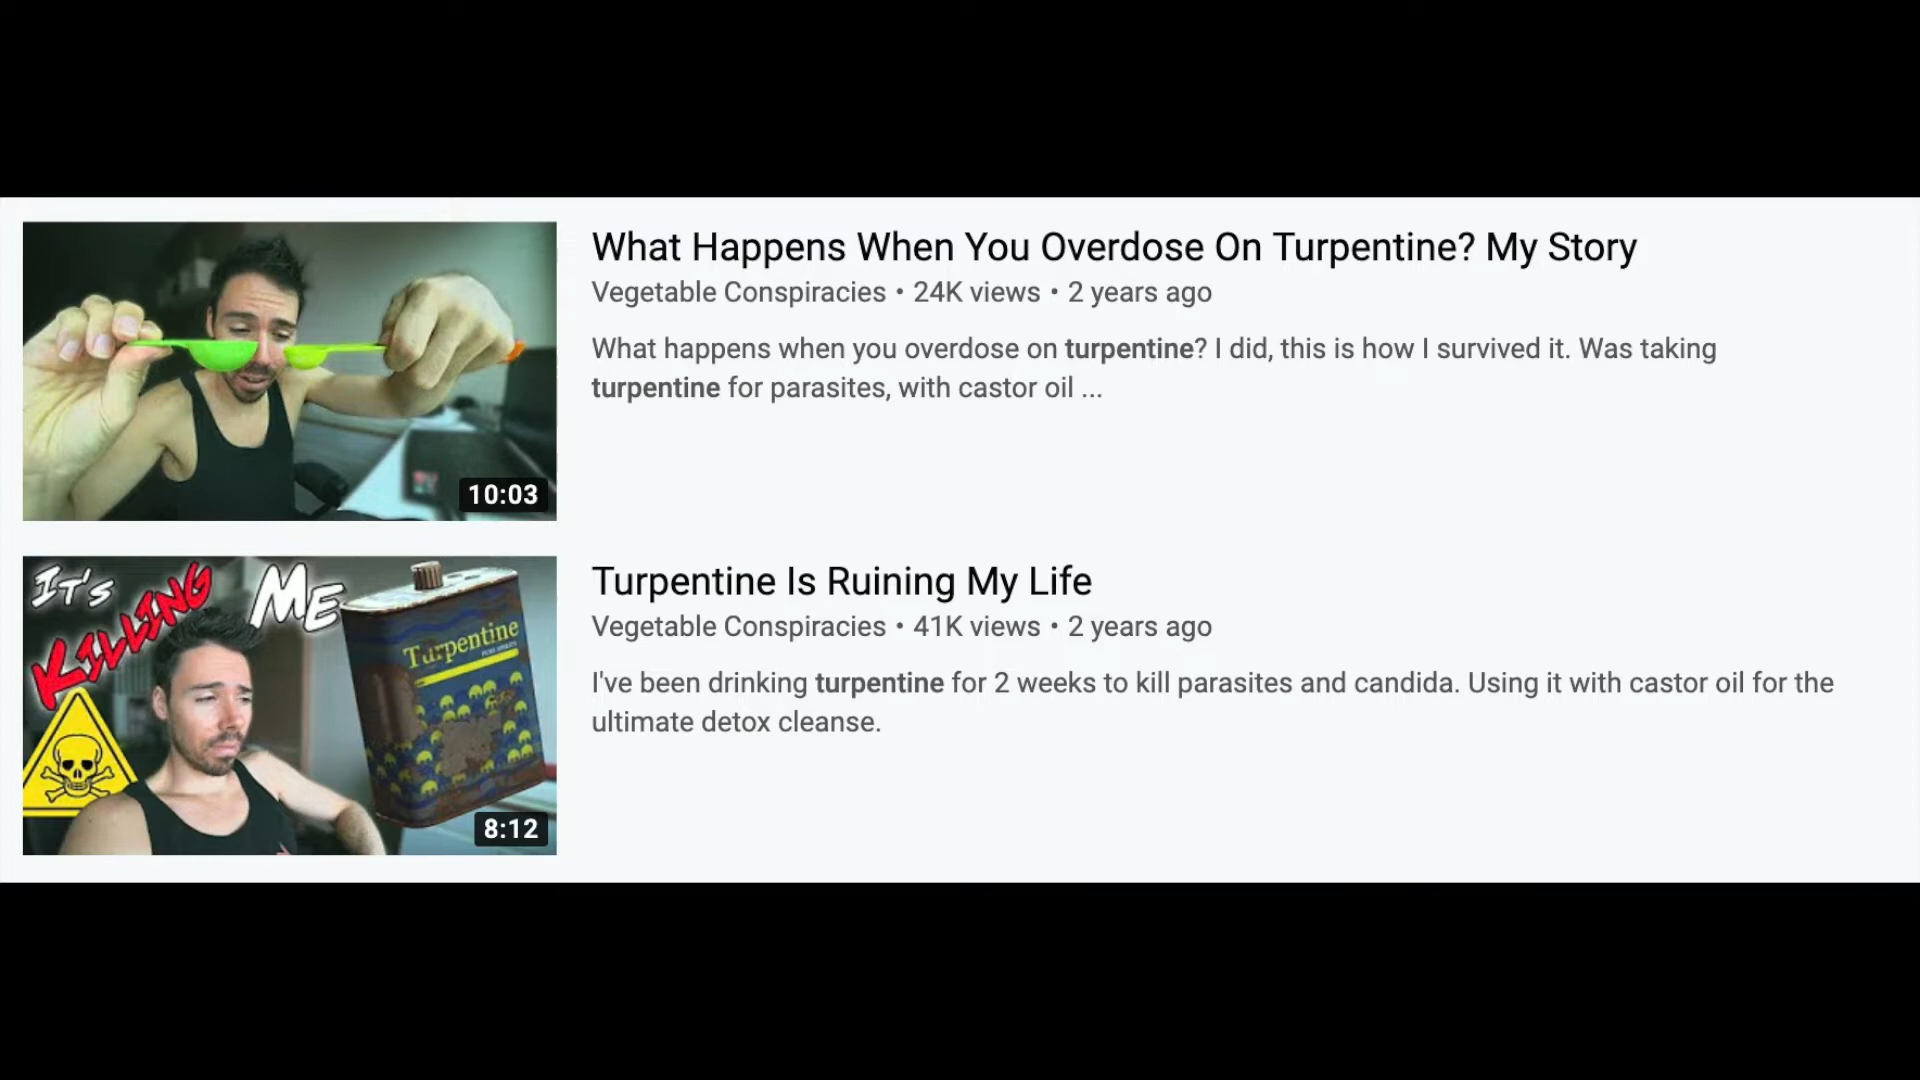 What Happens When You Overdose On Turpentine? My Story
Vegetable Conspiracies • 24K views • 2 years ago
What happens when you overdose on turpentine? I did, this is how I survived it. Was taking
turpentine for parasites, with castor oil ...
10:03
IT'S
KILLING
ME
Turpentine
8:12
Turpentine Is Ruining My Life
Vegetable Conspiracies • 41K views • 2 years ago
I've been drinking turpentine for 2 weeks to kill parasites and candida. Using it with castor oil for the
ultimate detox cleanse.